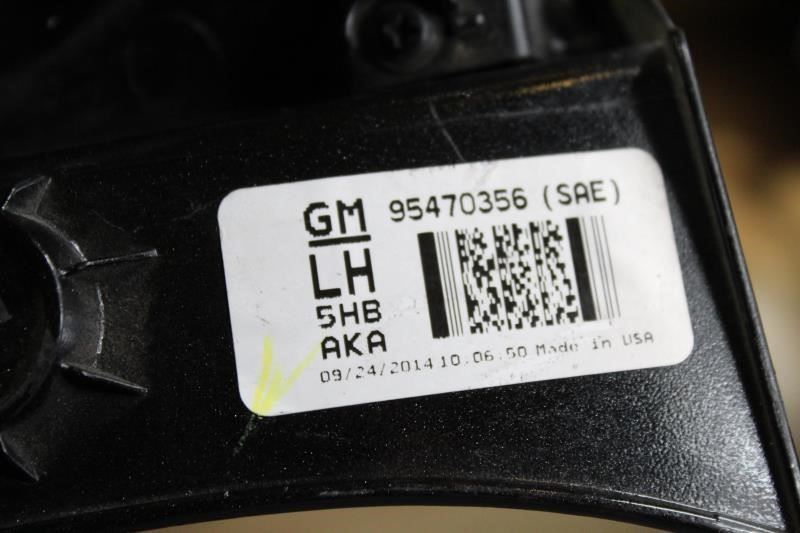 GM 95470356 (SAE)
LH
5HB
AKA
09/24/2014 10:06:50 Made in USA